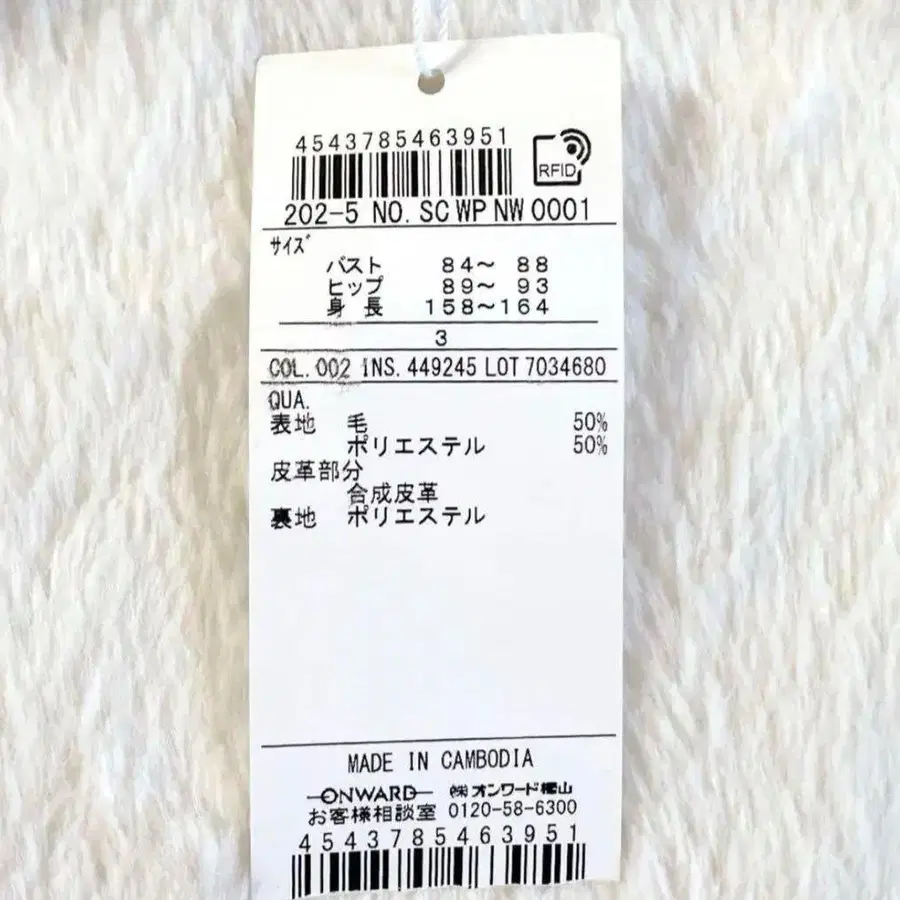 4543785463951
RFID
202-5 NO. SCWPNW0001
サイズ
バスト 84〜 88
ヒップ 89〜 93
身長 158〜164
3
COL. 002 INS. 449245 LOT 7034680
QUA.
表地 毛 50%
ポリエステル 50%
皮革部分
合成皮革
裏地 ポリエステル
MADE IN CAMBODIA
ONWARD ㈱オンワード樫山
お客様相談室 0120-58-6300
4543785463951